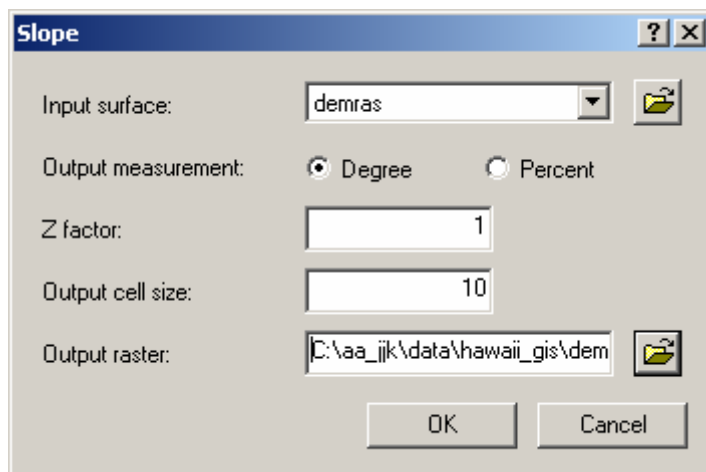 Slope
Input surface: demras
Output measurement: Degree Percent
Z factor: 1
Output cell size: 10
Output raster: C:\aa_jjk\data\hawaii_gis\dem
OK Cancel